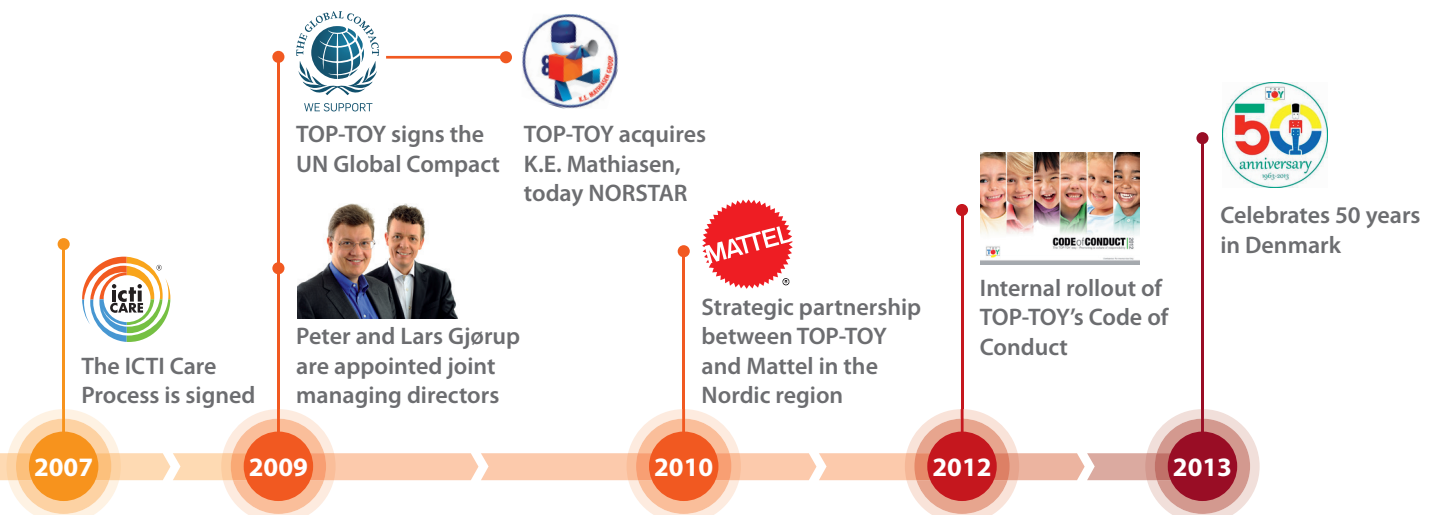 THE GLOBAL COMPACT
WE SUPPORT
TOP-TOY signs the
UN Global Compact
8
K.E. MATHIASEN GROUP
TOP-TOY acquires
K.E. Mathiasen,
today NORSTAR
icti
CARE
®
The ICTI Care
Process is signed
Peter and Lars Gjørup
are appointed joint
managing directors
MATTEL
®
Strategic partnership
between TOP-TOY
and Mattel in the
Nordic region
CODE of CONDUCT 2012
TOY
Internal rollout of
TOP-TOY’s Code of
Conduct
TOP
TOY
50
anniversary
1963-2013
Celebrates 50 years
in Denmark
2007
2009
2010
2012
2013